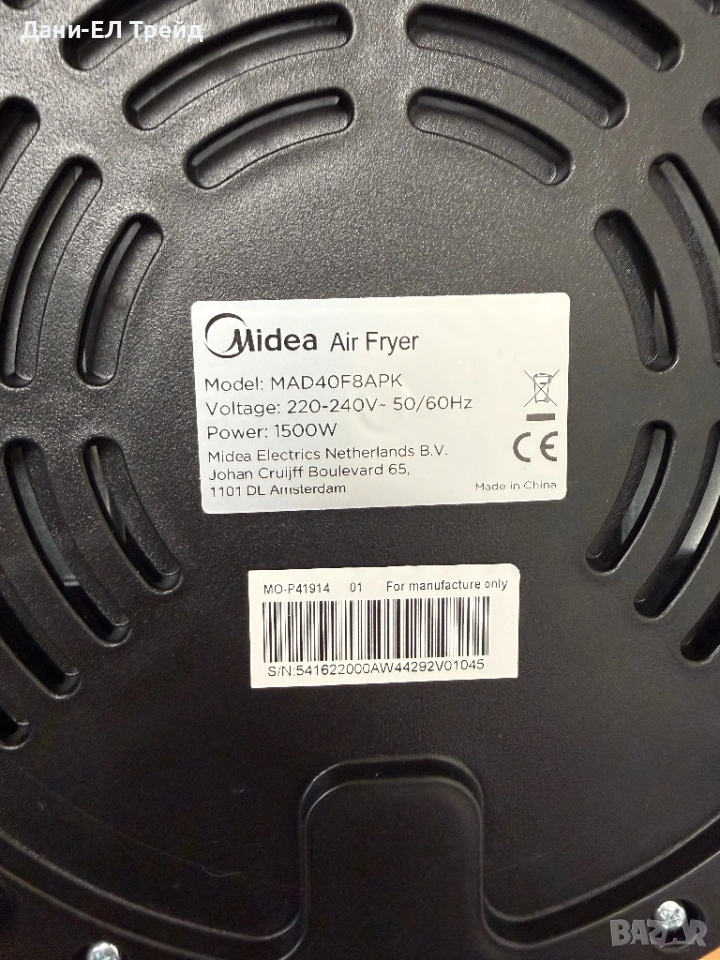 Дани-ЕЛ Трейд
Midea Air Fryer
Model: MAD40F8APK
Voltage: 220-240V~ 50/60Hz
Power: 1500W
Midea Electrics Netherlands B.V.
Johan Cruijff Boulevard 65,
1101 DL Amsterdam
CE
Made in China
MO-P41914 01 For manufacture only
S/N:541622000AW44292V01045
BAZAR